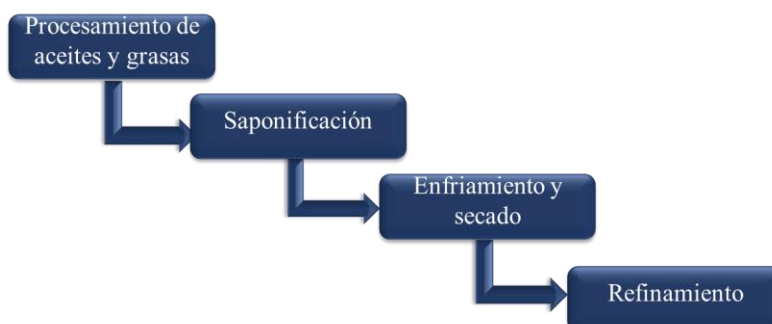 Procesamiento de
aceites y grasas
Saponificación
Enfriamiento y
secado
Refinamiento